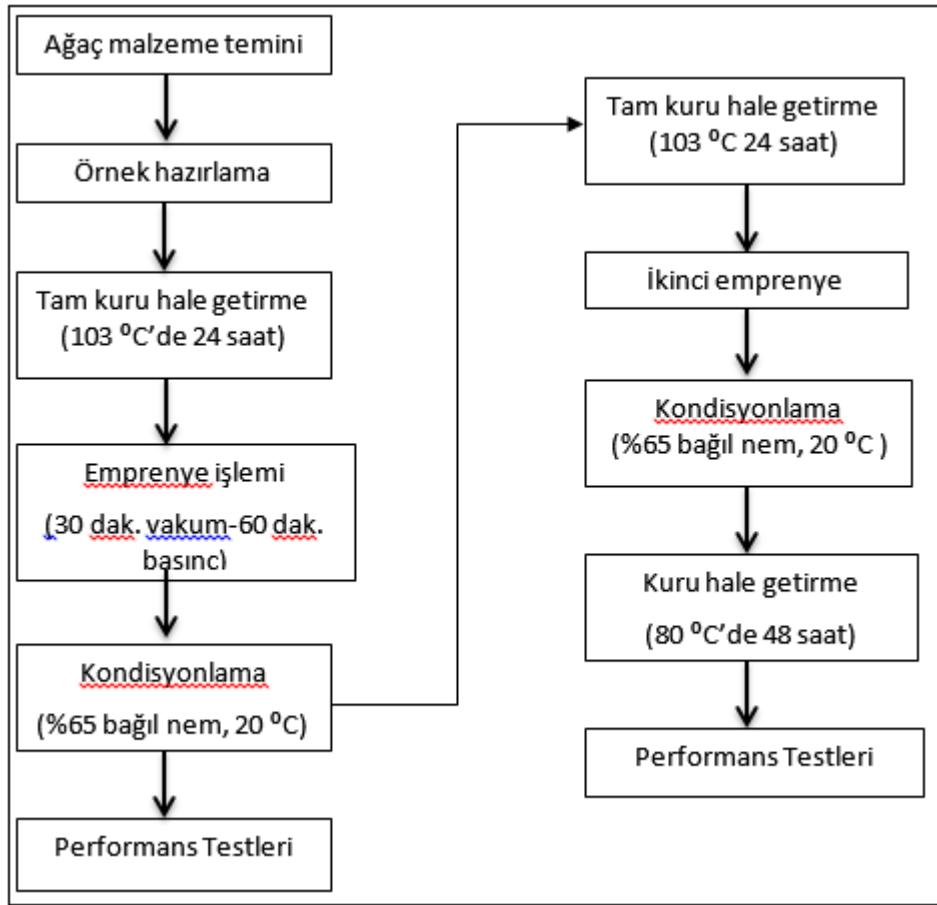 Ağaç malzeme temini
Örnek hazırlama
Tam kuru hale getirme
(103 ⁰C’de 24 saat)
Emprenye işlemi
(30 dak. vakum-60 dak.
basınç)
Kondisyonlama
(%65 bağıl nem, 20 ⁰C)
Performans Testleri
Tam kuru hale getirme
(103 ⁰C 24 saat)
İkinci emprenye
Kondisyonlama
(%65 bağıl nem, 20 ⁰C )
Kuru hale getirme
(80 ⁰C’de 48 saat)
Performans Testleri